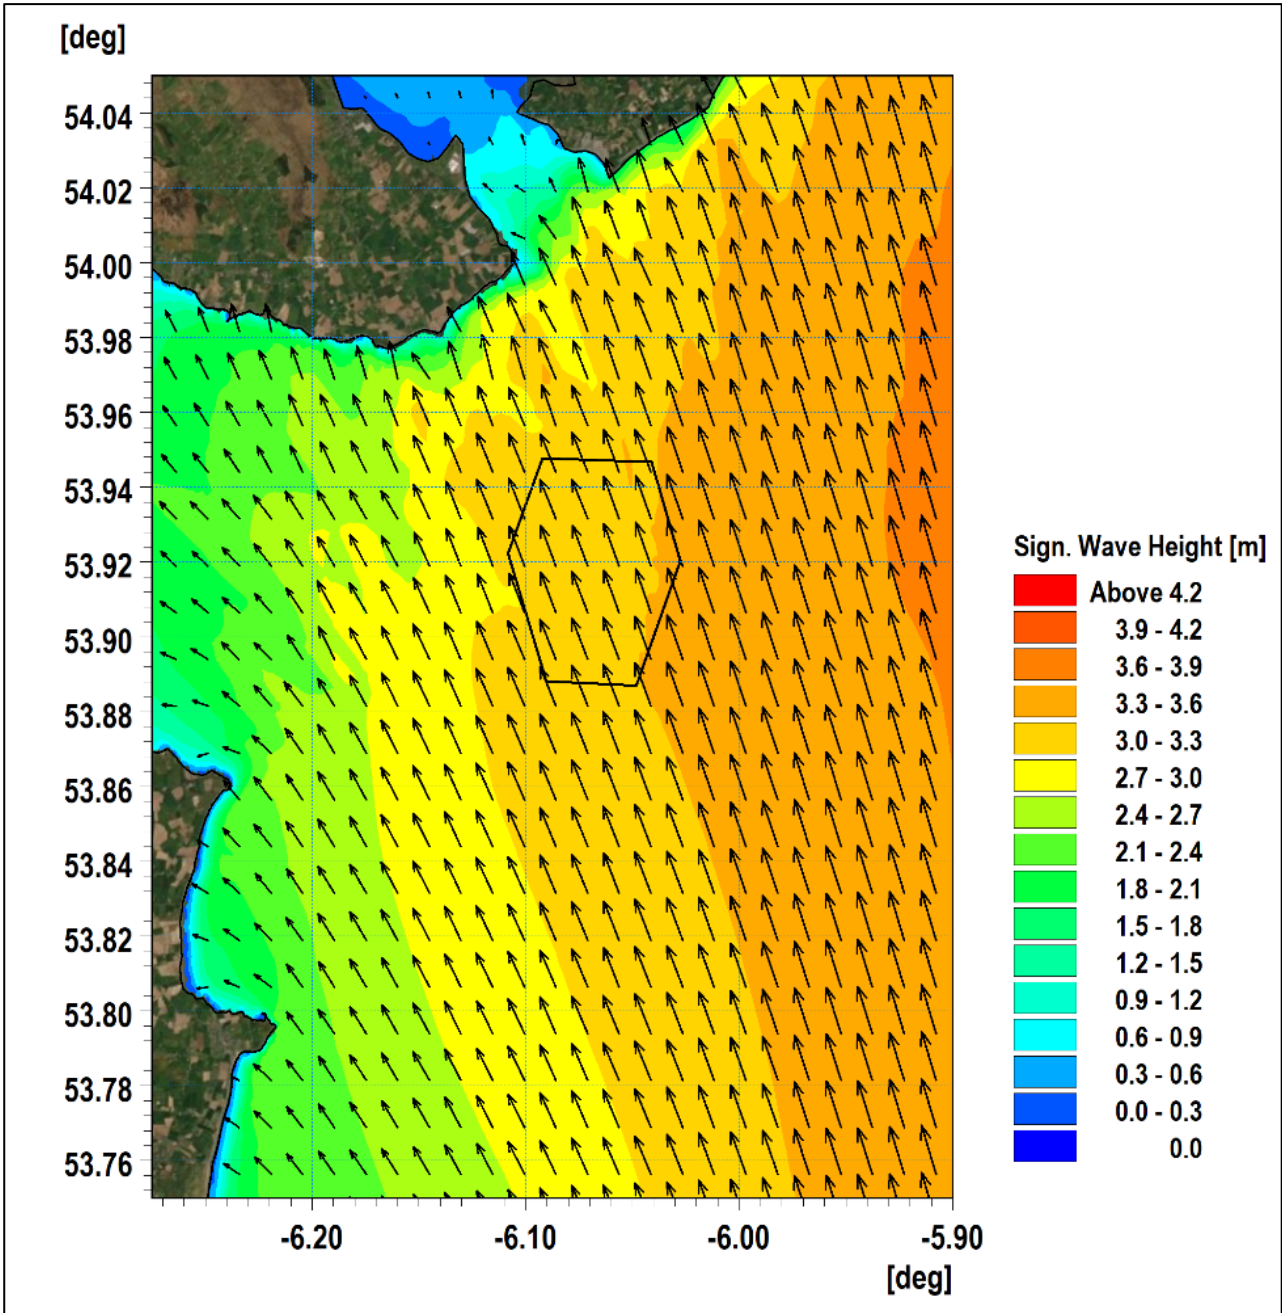 [deg]
54.04
54.02
54.00
53.98
53.96
53.94
53.92
53.90
53.88
53.86
53.84
53.82
53.80
53.78
53.76
-6.20 -6.10 -6.00 -5.90
[deg]
Sign. Wave Height [m]
Above 4.2
3.9 - 4.2
3.6 - 3.9
3.3 - 3.6
3.0 - 3.3
2.7 - 3.0
2.4 - 2.7
2.1 - 2.4
1.8 - 2.1
1.5 - 1.8
1.2 - 1.5
0.9 - 1.2
0.6 - 0.9
0.3 - 0.6
0.0 - 0.3
0.0